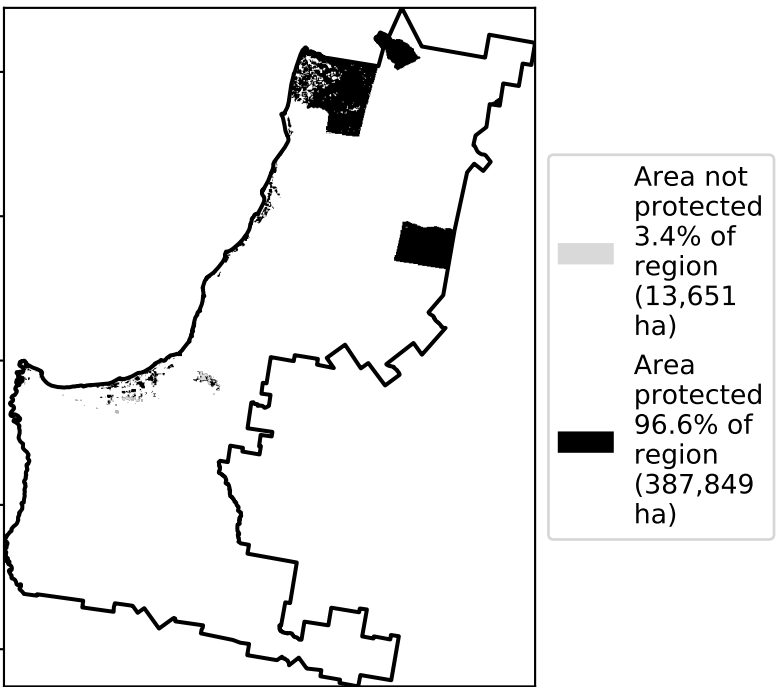 Area not
protected
3.4% of
region
(13,651
ha)
Area
protected
96.6% of
region
(387,849
ha)